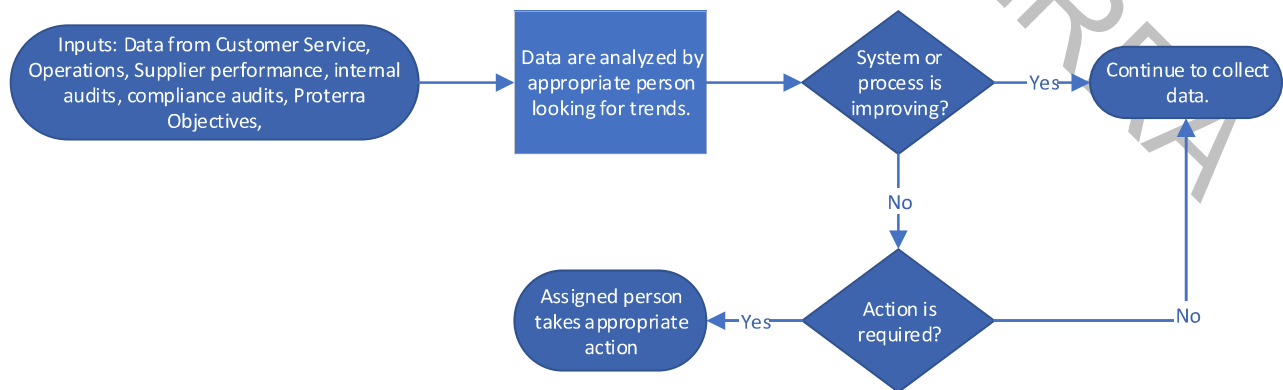 Inputs: Data from Customer Service,
Operations, Supplier performance, internal
audits, compliance audits, Proterra
Objectives,
Data are analyzed by
appropriate person
looking for trends.
System or
process is
improving?
Yes
Continue to collect
data.
No
Action is
required?
Yes
Assigned person
takes appropriate
action
No